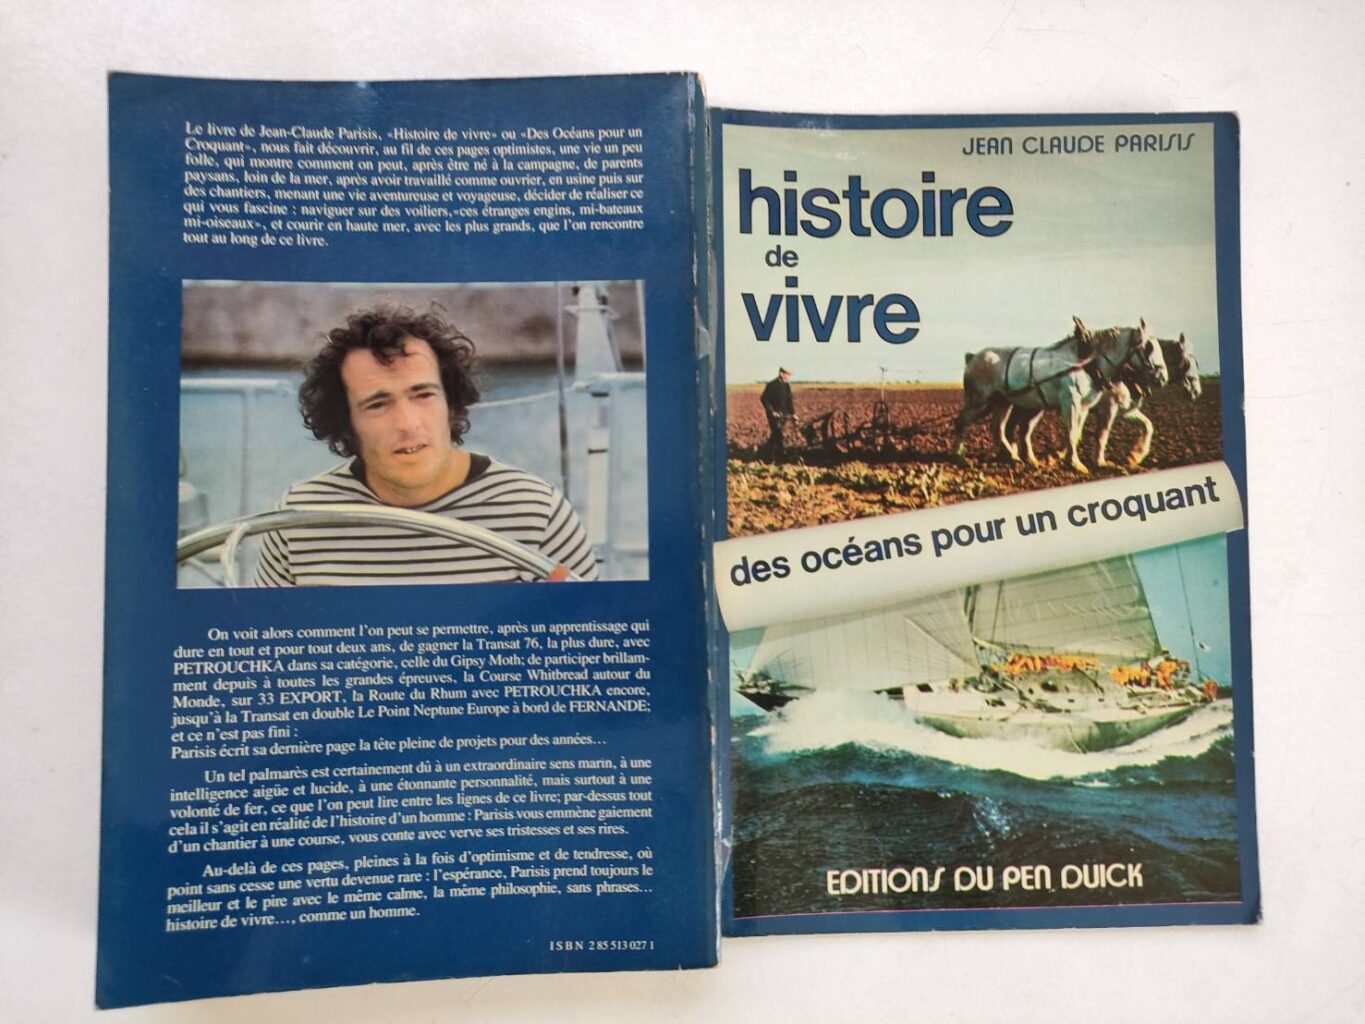 Le livre de Jean-Claude Parisis, «Histoire de vivre» ou «Des Océans pour un
Croquant», nous fait découvrir, au fil de ces pages optimistes, une vie un peu
folle, qui montre comment on peut, après être né à la campagne, de parents
paysans, loin de la mer, après avoir travaillé comme ouvrier, en usine puis sur
des chantiers, menant une vie aventureuse et voyageuse, décider de réaliser ce
qui vous fascine : naviguer sur des voiliers,«ces étranges engins, mi-bateaux
mi-oiseaux», et courir en haute mer, avec les plus grands, que l'on rencontre
tout au long de ce livre.
On voit alors comment l'on peut se permettre, après un apprentissage qui
dure en tout et pour tout deux ans, de gagner la Transat 76, la plus dure, avec
PETROUCHKA dans sa catégorie, celle du Gipsy Moth; de participer brillam-
ment depuis à toutes les grandes épreuves, la Course Whitbread autour du
Monde, sur 33 EXPORT, la Route du Rhum avec PETROUCHKA encore,
jusqu'à la Transat en double Le Point Neptune Europe à bord de FERNANDE;
et ce n'est pas fini :
Parisis écrit sa dernière page la tête pleine de projets pour des années...
Un tel palmarès est certainement dû à un extraordinaire sens marin, à une
intelligence aigüe et lucide, à une étonnante personnalité, mais surtout à une
volonté de fer, ce que l'on peut lire entre les lignes de ce livre; par-dessus tout
cela il s'agit en réalité de l'histoire d'un homme : Parisis vous emmène gaiement
d'un chantier à une course, vous conte avec verve ses tristesses et ses rires.
Au-delà de ces pages, pleines à la fois d'optimisme et de tendresse, où
point sans cesse une vertu devenue rare : l'espérance, Parisis prend toujours le
meilleur et le pire avec le même calme, la même philosophie, sans phrases...
histoire de vivre..., comme un homme.
ISBN 2 85 513 027 1
JEAN CLAUDE PARISIS
histoire
de
vivre
des océans pour un croquant
EDITIONS DU PEN DUICK